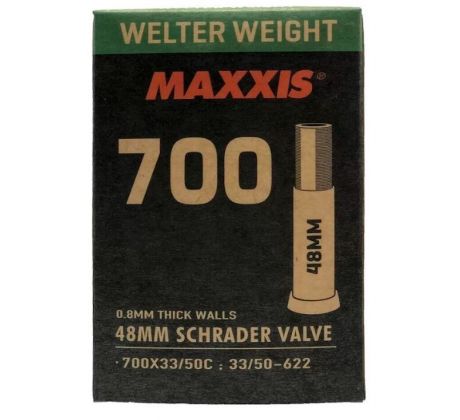 WELTER WEIGHT
MAXXIS®
700
48MM
0.8MM THICK WALLS
48MM SCHRADER VALVE
·700X33/50C ; 33/50-622